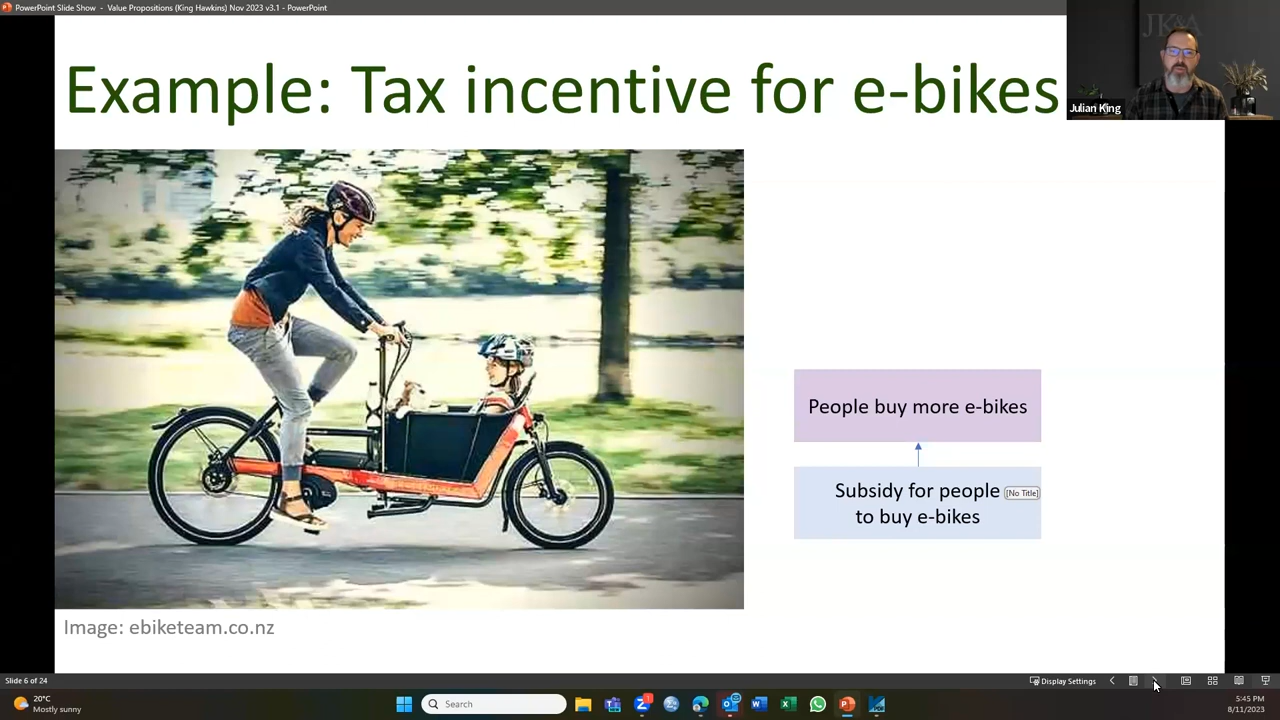 PowerPoint Slide Show - Value Propositions (King Hawkins) Nov 2023 v3.1 - PowerPoint
JK&A
Example: Tax incentive for e-bikes
Julian King
People buy more e-bikes
Subsidy for people
[No Title]
to buy e-bikes
Image: ebiketeam.co.nz
Slide 6 of 24
Display Settings
20°C
Mostly sunny
Search
1
5:45 PM
8/11/2023